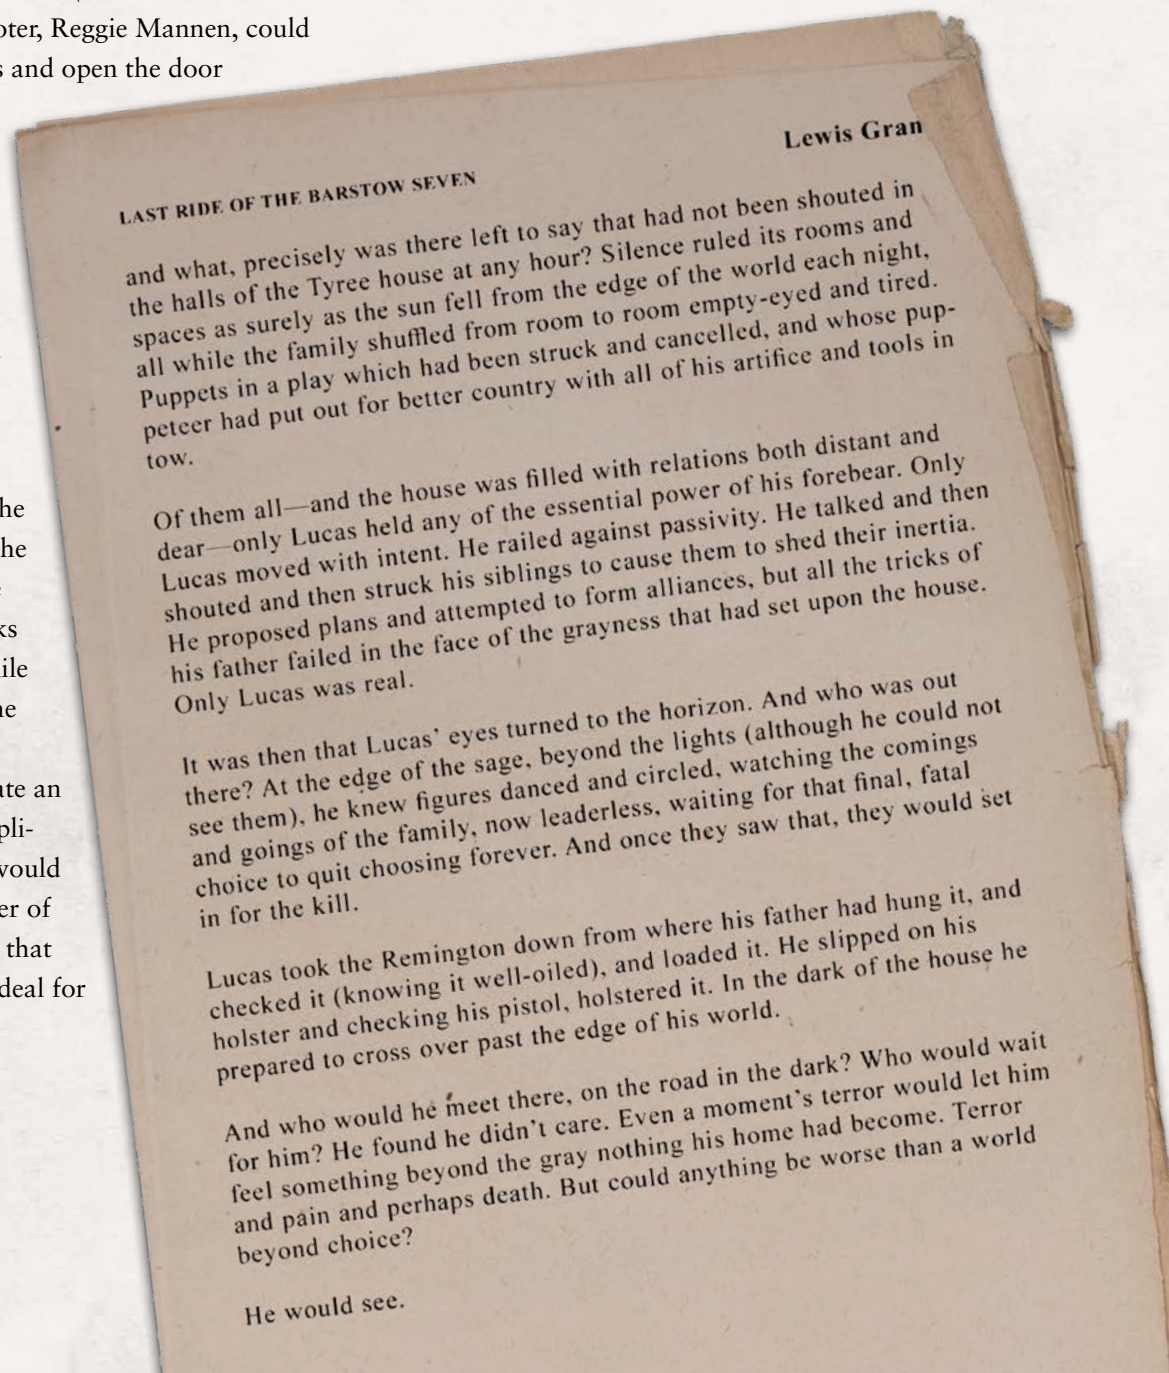 oter, Reggie Mannen, could
s and open the door
Lewis Gran
LAST RIDE OF THE BARSTOW SEVEN
and what, precisely was there left to say that had not been shouted in
the halls of the Tyree house at any hour? Silence ruled its rooms and
spaces as surely as the sun fell from the edge of the world each night,
all while the family shuffled from room to room empty-eyed and tired.
Puppets in a play which had been struck and cancelled, and whose pup-
peteer had put out for better country with all of his artifice and tools in
tow.
Of them all—and the house was filled with relations both distant and
dear—only Lucas held any of the essential power of his forebear. Only
Lucas moved with intent. He railed against passivity. He talked and then
shouted and then struck his siblings to cause them to shed their inertia.
He proposed plans and attempted to form alliances, but all the tricks of
his father failed in the face of the grayness that had set upon the house.
Only Lucas was real.
It was then that Lucas’ eyes turned to the horizon. And who was out
there? At the edge of the sage, beyond the lights (although he could not
see them), he knew figures danced and circled, watching the comings
and goings of the family, now leaderless, waiting for that final, fatal
choice to quit choosing forever. And once they saw that, they would set
in for the kill.
Lucas took the Remington down from where his father had hung it, and
checked it (knowing it well-oiled), and loaded it. He slipped on his
holster and checking his pistol, holstered it. In the dark of the house he
prepared to cross over past the edge of his world.
And who would he meet there, on the road in the dark? Who would wait
for him? He found he didn’t care. Even a moment’s terror would let him
feel something beyond the gray nothing his home had become. Terror
and pain and perhaps death. But could anything be worse than a world
beyond choice?
He would see.
he
he
ks
ile
ate an
pli-
would
er of
that
deal for